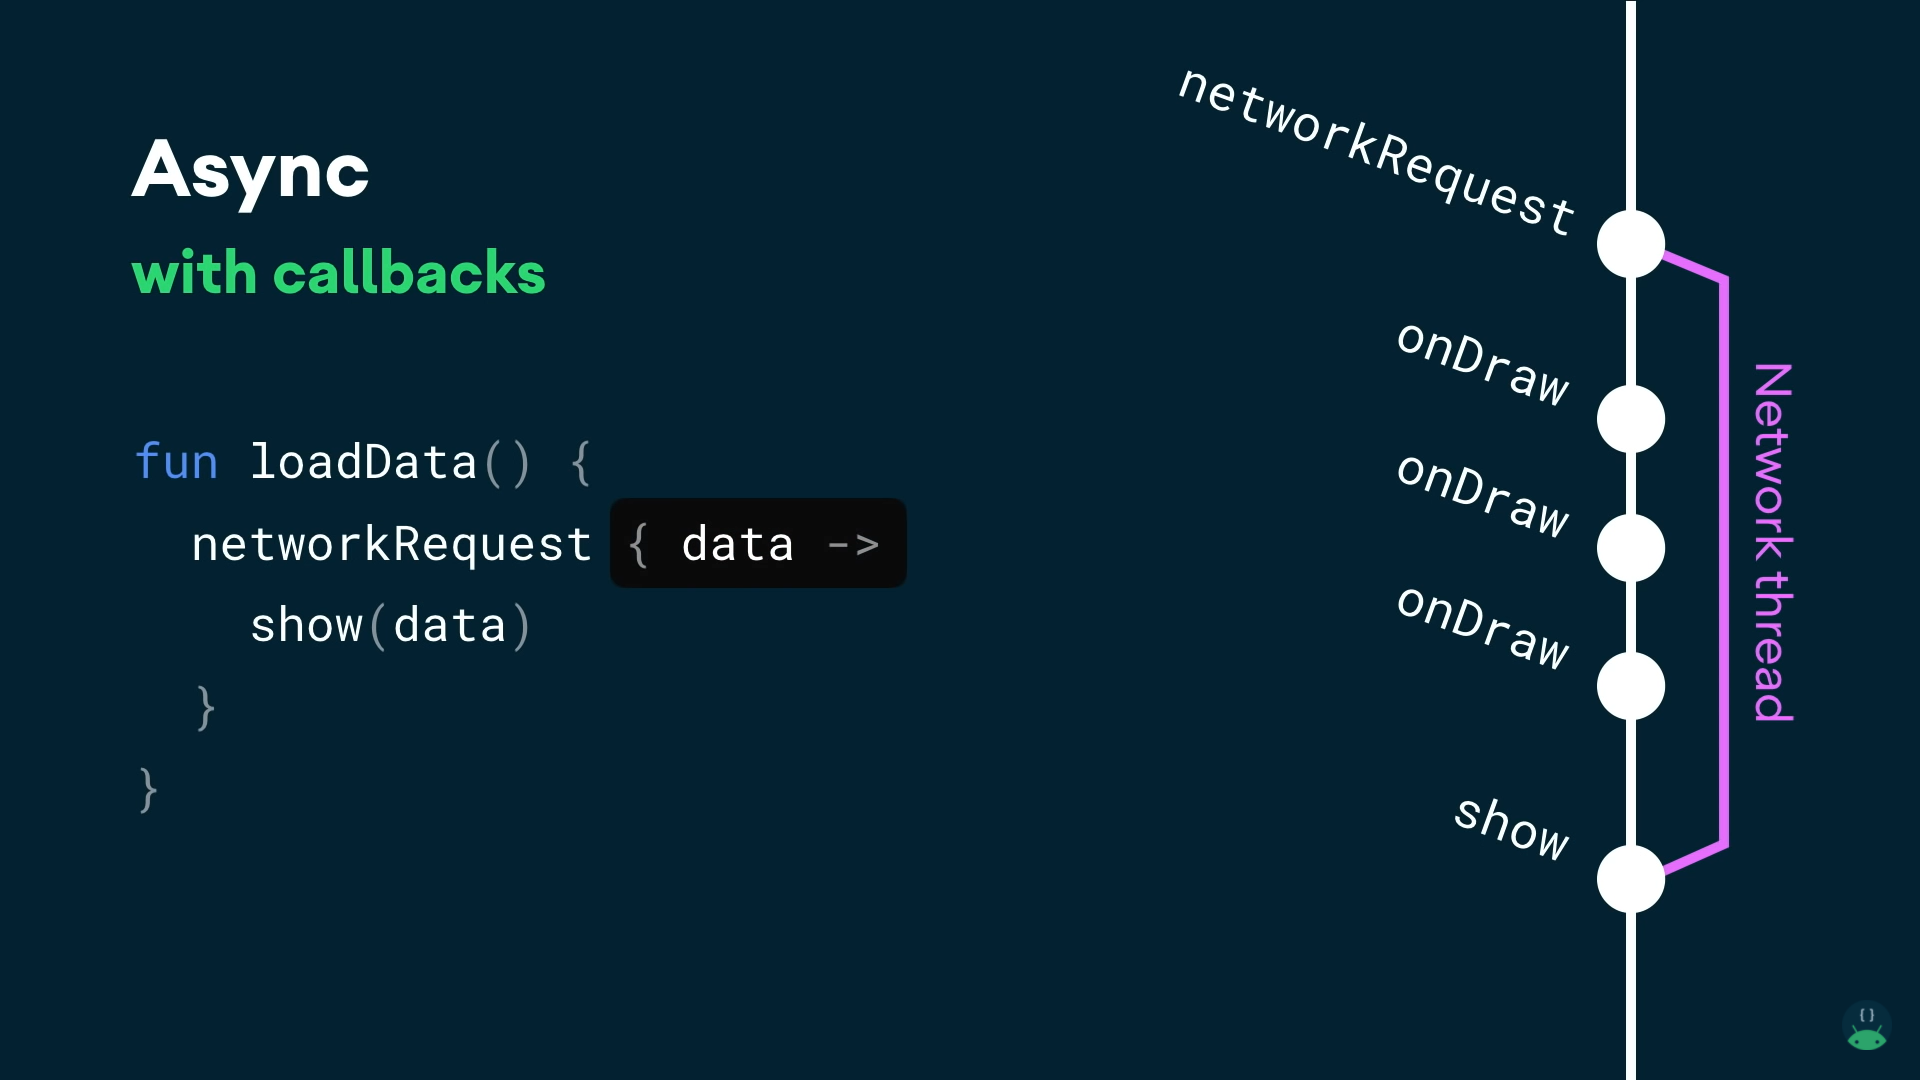 Async
with callbacks
fun loadData() {
networkRequest { data ->
show(data)
}
}
networkRequest
onDraw
onDraw
onDraw
show
Network thread
{ }